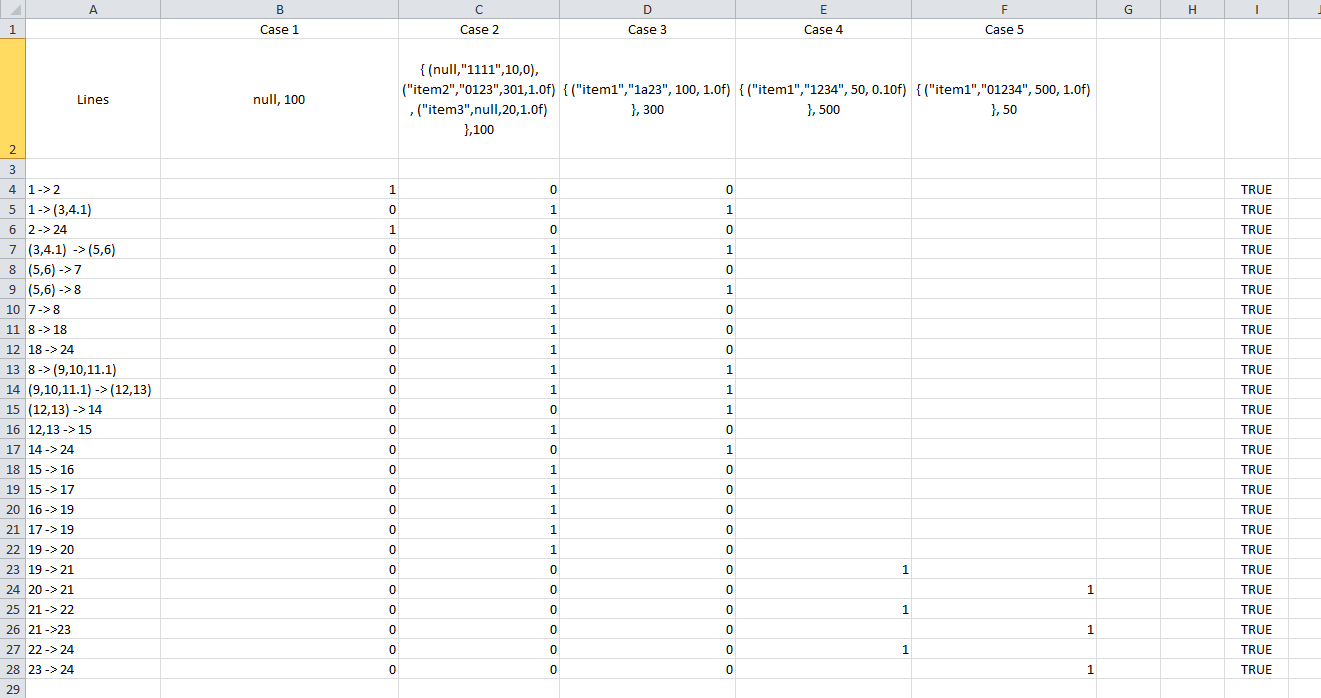 A B C D E F G H I J
1 Case 1 Case 2 Case 3 Case 4 Case 5
{ (null,"1111",10,0),
("item2","0123",301,1.0f) { ("item1","1a23", 100, 1.0f) { ("item1","1234", 50, 0.10f) { ("item1","01234", 500, 1.0f)
Lines null, 100 , ("item3",null,20,1.0f) }, 300 }, 500 }, 50
},100
2
3
4 1 -> 2 1 0 0 TRUE
5 1 -> (3,4.1) 0 1 1 TRUE
6 2 -> 24 1 0 0 TRUE
7 (3,4.1) -> (5,6) 0 1 1 TRUE
8 (5,6) -> 7 0 1 0 TRUE
9 (5,6) -> 8 0 1 1 TRUE
10 7 -> 8 0 1 0 TRUE
11 8 -> 18 0 1 0 TRUE
12 18 -> 24 0 1 0 TRUE
13 8 -> (9,10,11.1) 0 1 1 TRUE
14 (9,10,11.1) -> (12,13) 0 1 1 TRUE
15 (12,13) -> 14 0 0 1 TRUE
16 12,13 -> 15 0 1 0 TRUE
17 14 -> 24 0 0 1 TRUE
18 15 -> 16 0 1 0 TRUE
19 15 -> 17 0 1 0 TRUE
20 16 -> 19 0 1 0 TRUE
21 17 -> 19 0 1 0 TRUE
22 19 -> 20 0 1 0 TRUE
23 19 -> 21 0 0 0 1 TRUE
24 20 -> 21 0 0 0 1 TRUE
25 21 -> 22 0 0 0 1 TRUE
26 21 ->23 0 0 0 1 TRUE
27 22 -> 24 0 0 0 1 TRUE
28 23 -> 24 0 0 0 1 TRUE
29